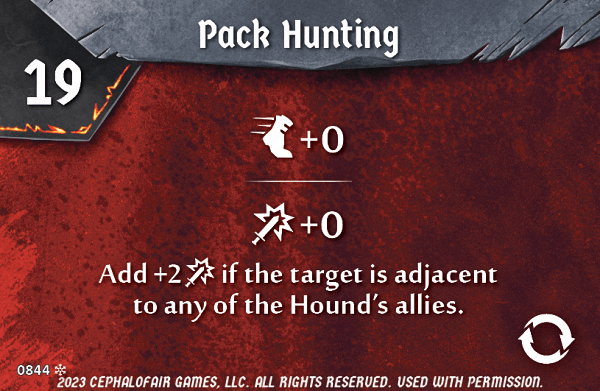 Pack Hunting
19
+0
+0
Add +2 if the target is adjacent
to any of the Hound's allies.
0844
2023 CEPHALOFAIR GAMES, LLC. ALL RIGHTS RESERVED. USED WITH PERMISSION.